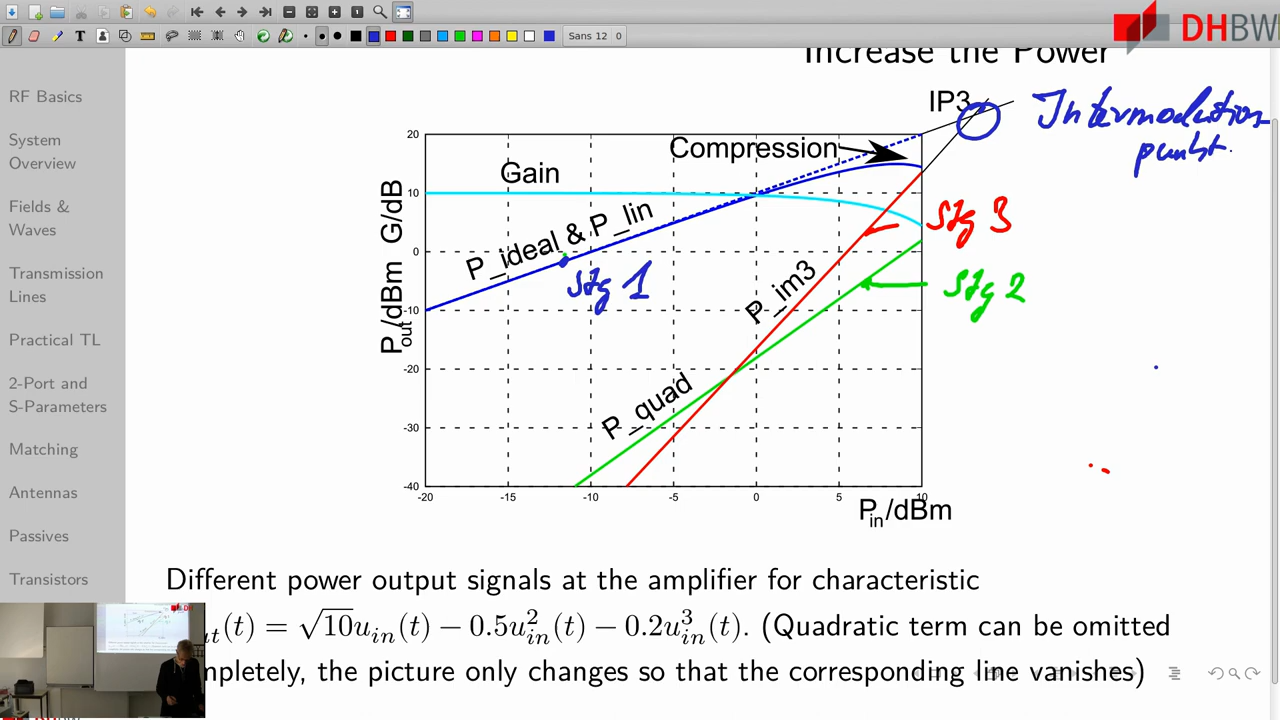 Sans 12
DHBW
Increase the Power
RF Basics
System
Overview
Fields &
Waves
Transmission
Lines
Practical TL
2-Port and
S-Parameters
Matching
Antennas
Passives
Transistors
IP3
Intermodulations
punkt
Compression
Gain
P_ideal & P_lin
Stg 1
Stg 3
Stg 2
P_im3
P_quad
P_out/dBm G/dB
20
10
0
-10
-20
-30
-40
-20 -15 -10 -5 0 5 10
P_in/dBm
Different power output signals at the amplifier for characteristic
(t) = √10u_in(t) − 0.5u²_in(t) − 0.2u³_in(t). (Quadratic term can be omitted
mpletely, the picture only changes so that the corresponding line vanishes)